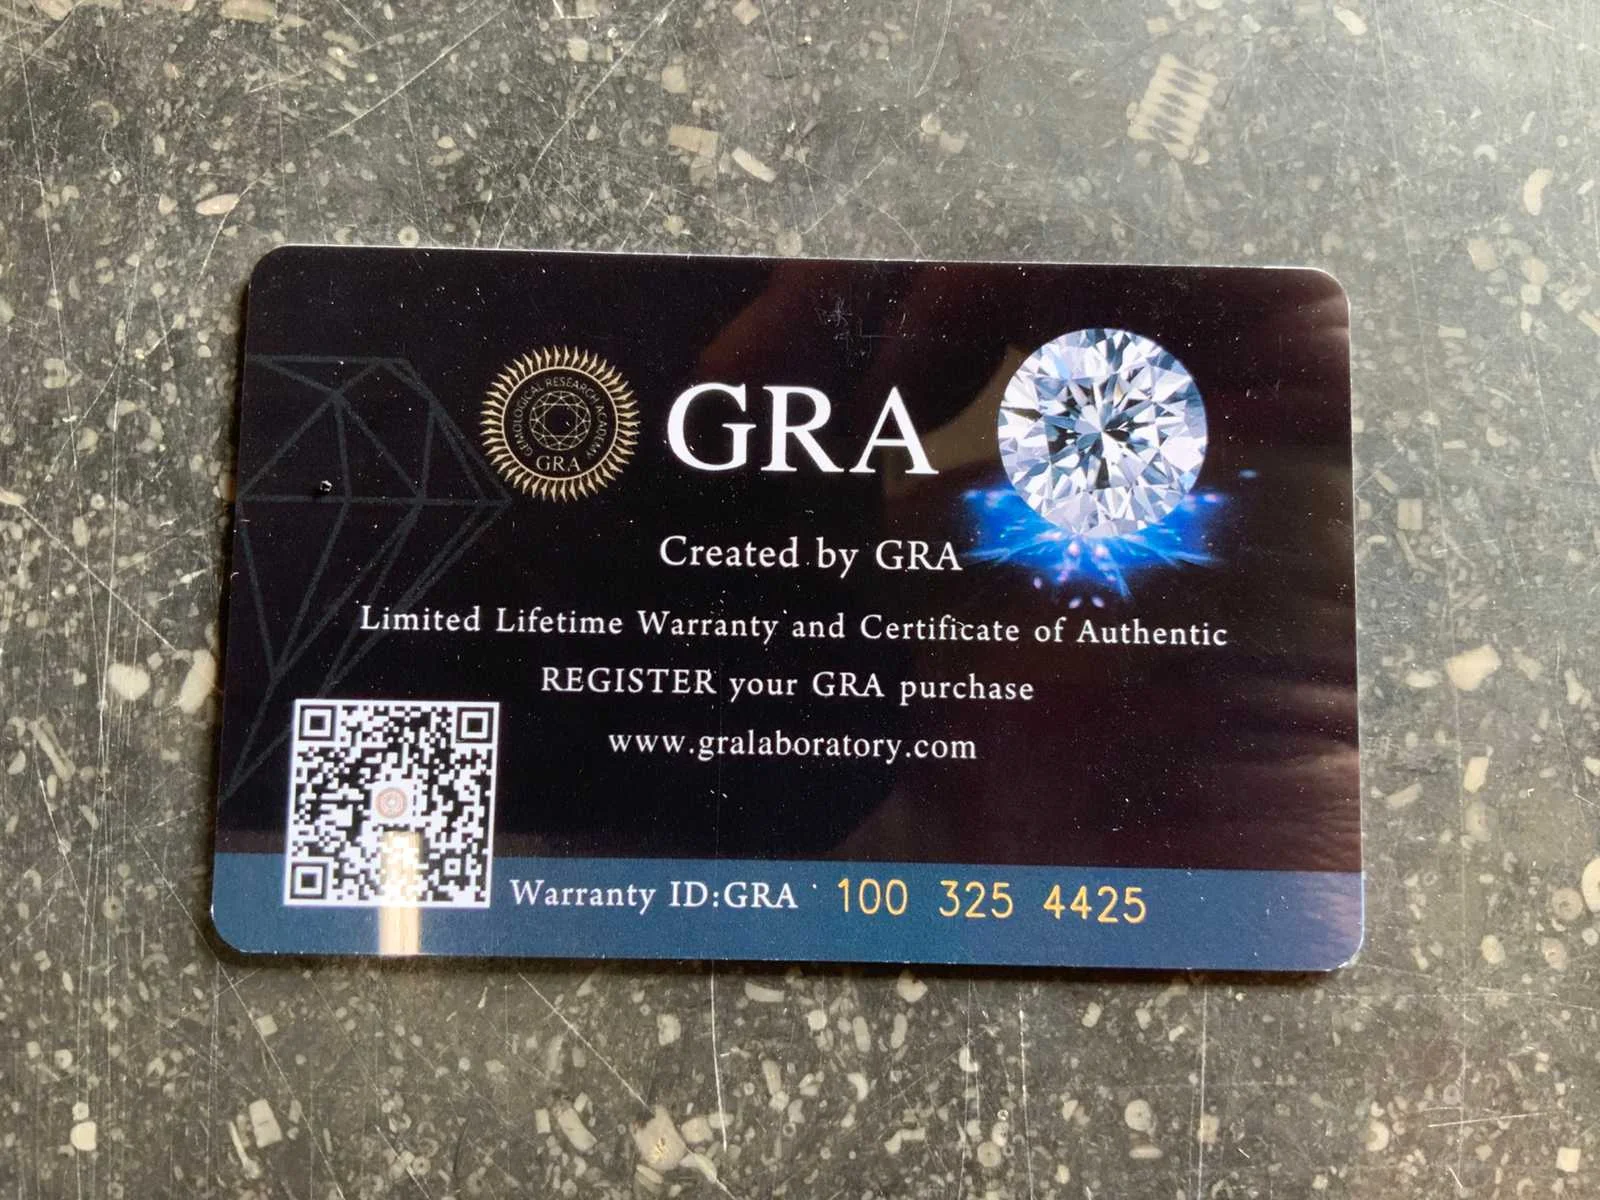 GEMOLOGICAL RESEARCH ACADEMY
GRA
GRA
Created by GRA
Limited Lifetime Warranty and Certificate of Authentic
REGISTER your GRA purchase
www.gralaboratory.com
Warranty ID:GRA 100 325 4425